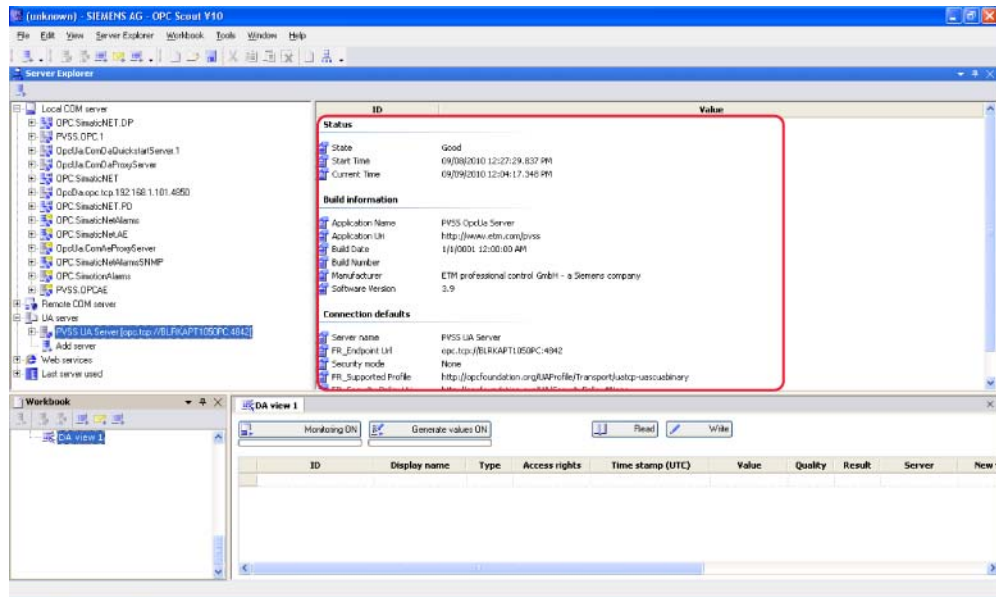 (unknown) - SIEMENS AG - OPC Scout V10
File Edit View Server Explorer Workbook Tools Window Help
Server Explorer
Local COM server
OPC.SimaticNET.DP
PVSS.OPC.1
OpcUa.ComDaQuickstartServer.1
OpcUa.ComDaProxyServer
OPC.SimaticNET
OpcDa.opc.tcp.192.168.1.101.4850
OPC.SimaticNET.PD
OPC.SimaticNetAlarms
OPC.SimaticNet.AE
OpcUa.ComAeProxyServer
OPC.SimaticNetAlarmsSNMP
OPC.SimotionAlarms
PVSS.OPCAE
Remote COM server
UA server
PVSS UA Server [opc.tcp://BLRKAPT1050PC:4842]
Add server
Web services
Last server used
ID Value
Status
State Good
Start Time 09/08/2010 12:27:29.837 PM
Current Time 09/09/2010 12:04:17.348 PM
Build information
Application Name PVSS OpcUa Server
Application Uri http://www.etm.com/pvss
Build Date 1/1/0001 12:00:00 AM
Build Number
Manufacturer ETM professional control GmbH - a Siemens company
Software Version 3.9
Connection defaults
Server name PVSS UA Server
FR_Endpoint Url opc.tcp://BLRKAPT1050PC:4842
Security mode None
FR_Supported Profile http://opcfoundation.org/UAProfile/Transport/uatcp-uascuabinary
Workbook
DA view 1
DA view 1
Monitoring ON Generate values ON Read Write
ID Display name Type Access rights Time stamp (UTC) Value Quality Result Server New